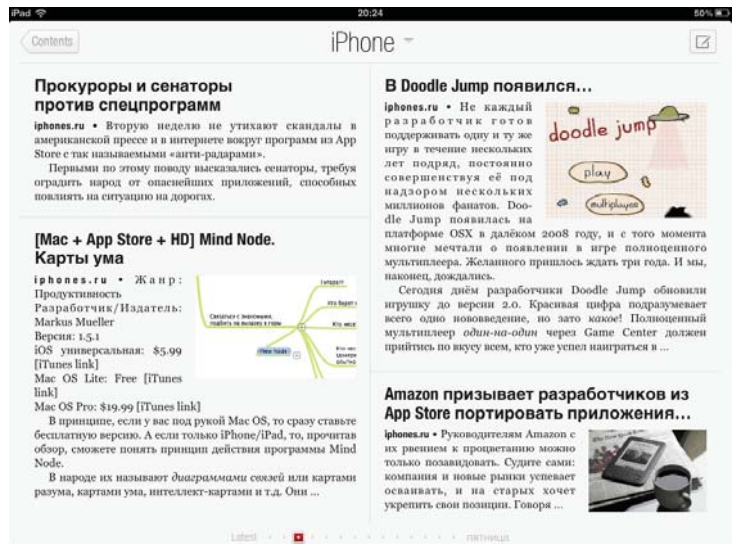 iPad
20:24
50%
Contents
iPhone
Прокуроры и сенаторы
против спецпрограмм
iphones.ru • Вторую неделю не утихают скандалы в
американской прессе и в интернете вокруг программ из App
Store с так называемыми «анти-радарами».
Первыми по этому поводу высказались сенаторы, требуя
оградить народ от опаснейших приложений, способных
повлиять на ситуацию на дорогах.
[Mac + App Store + HD] Mind Node.
Карты ума
iphones.ru • Жанр:
Продуктивность
Разработчик/Издатель:
Markus Mueller
Версия: 1.5.1
iOS универсальная: $5.99
[iTunes link]
Mac OS Lite: Free [iTunes
link]
Mac OS Pro: $19.99 [iTunes link]
В принципе, если у вас под рукой Mac OS, то сразу ставьте
бесплатную версию. А если только iPhone/iPad, то, прочитав
обзор, сможете понять принцип действия программы Mind
Node.
В народе их называют диаграммами связей или картами
разума, картами ума, интеллект-картами и т.д. Они ...
Связаться с знакомыми,
В Doodle Jump появился...
iphones.ru • Не каждый
разработчик готов
поддерживать одну и ту же
игру в течение нескольких
лет подряд, постоянно
совершенствуя её под
надзором нескольких
миллионов фанатов. Doo-
dle Jump появилась на
платформе OSX в далёком 2008 году, и с того момента
многие мечтали о появлении в игре полноценного
мультиплеера. Желанного пришлось ждать три года. И мы,
наконец, дождались.
Сегодня днём разработчики Doodle Jump обновили
игрушку до версии 2.0. Красивая цифра подразумевает
всего одно нововведение, но зато какое! Полноценный
мультиплеер один-на-один через Game Center должен
прийтись по вкусу всем, кто уже успел наиграться в ...
doodle jump
play
multiplayer
Amazon призывает разработчиков из
App Store портировать приложения...
iphones.ru • Руководителям Amazon с
их рвением к процветанию можно
только позавидовать. Судите сами:
компания и новые рынки успевает
осваивать, и на старых хочет
укрепить свои позиции. Говоря ...
Latest
пятница